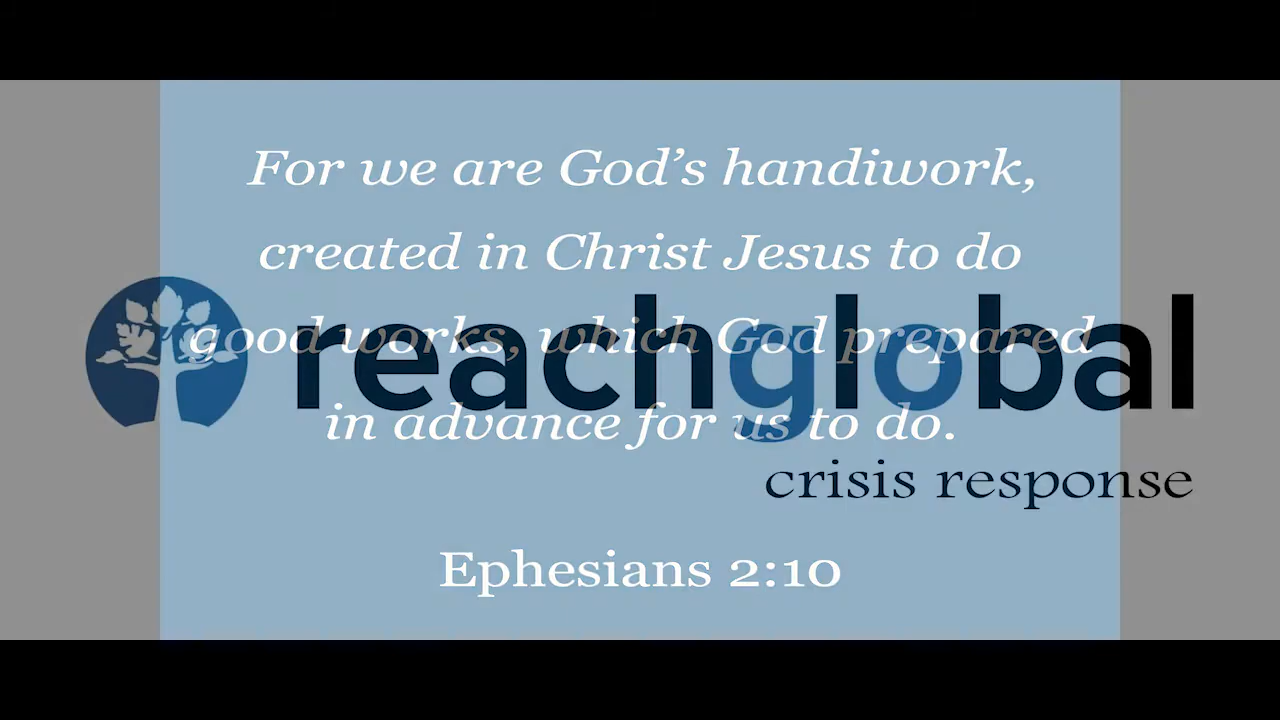 For we are God’s handiwork,
created in Christ Jesus to do
good works, which God prepared
in advance for us to do.
Ephesians 2:10
reachglobal
crisis response